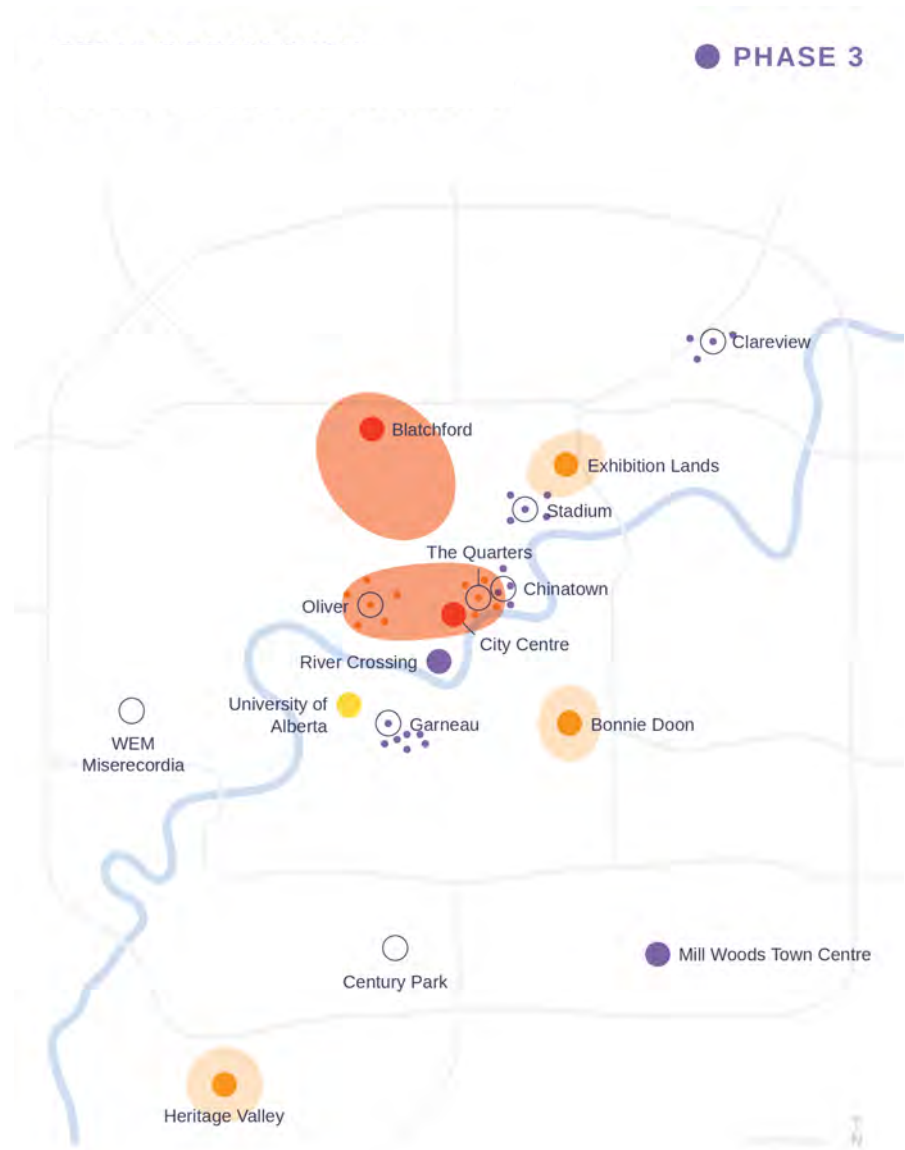 PHASE 3
Clareview
Blatchford
Exhibition Lands
Stadium
The Quarters
Chinatown
Oliver
City Centre
River Crossing
University of
Alberta
Garneau
Bonnie Doon
WEM
Miserecordia
Mill Woods Town Centre
Century Park
Heritage Valley